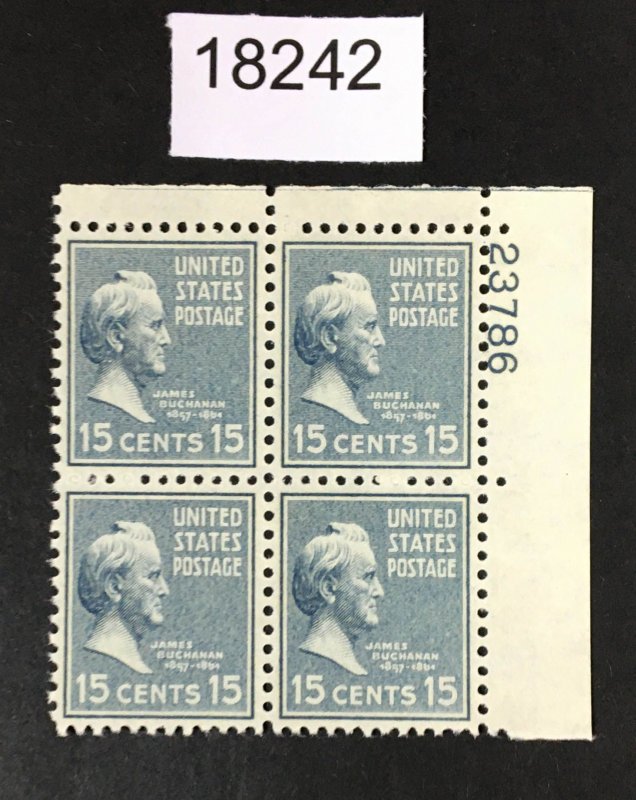 18242
UNITED
STATES
POSTAGE
JAMES
BUCHANAN
1857-1861
15 CENTS 15
UNITED
STATES
POSTAGE
JAMES
BUCHANAN
1857-1861
15 CENTS 15
23786
UNITED
STATES
POSTAGE
JAMES
BUCHANAN
1857-1861
15 CENTS 15
UNITED
STATES
POSTAGE
JAMES
BUCHANAN
1857-1861
15 CENTS 15